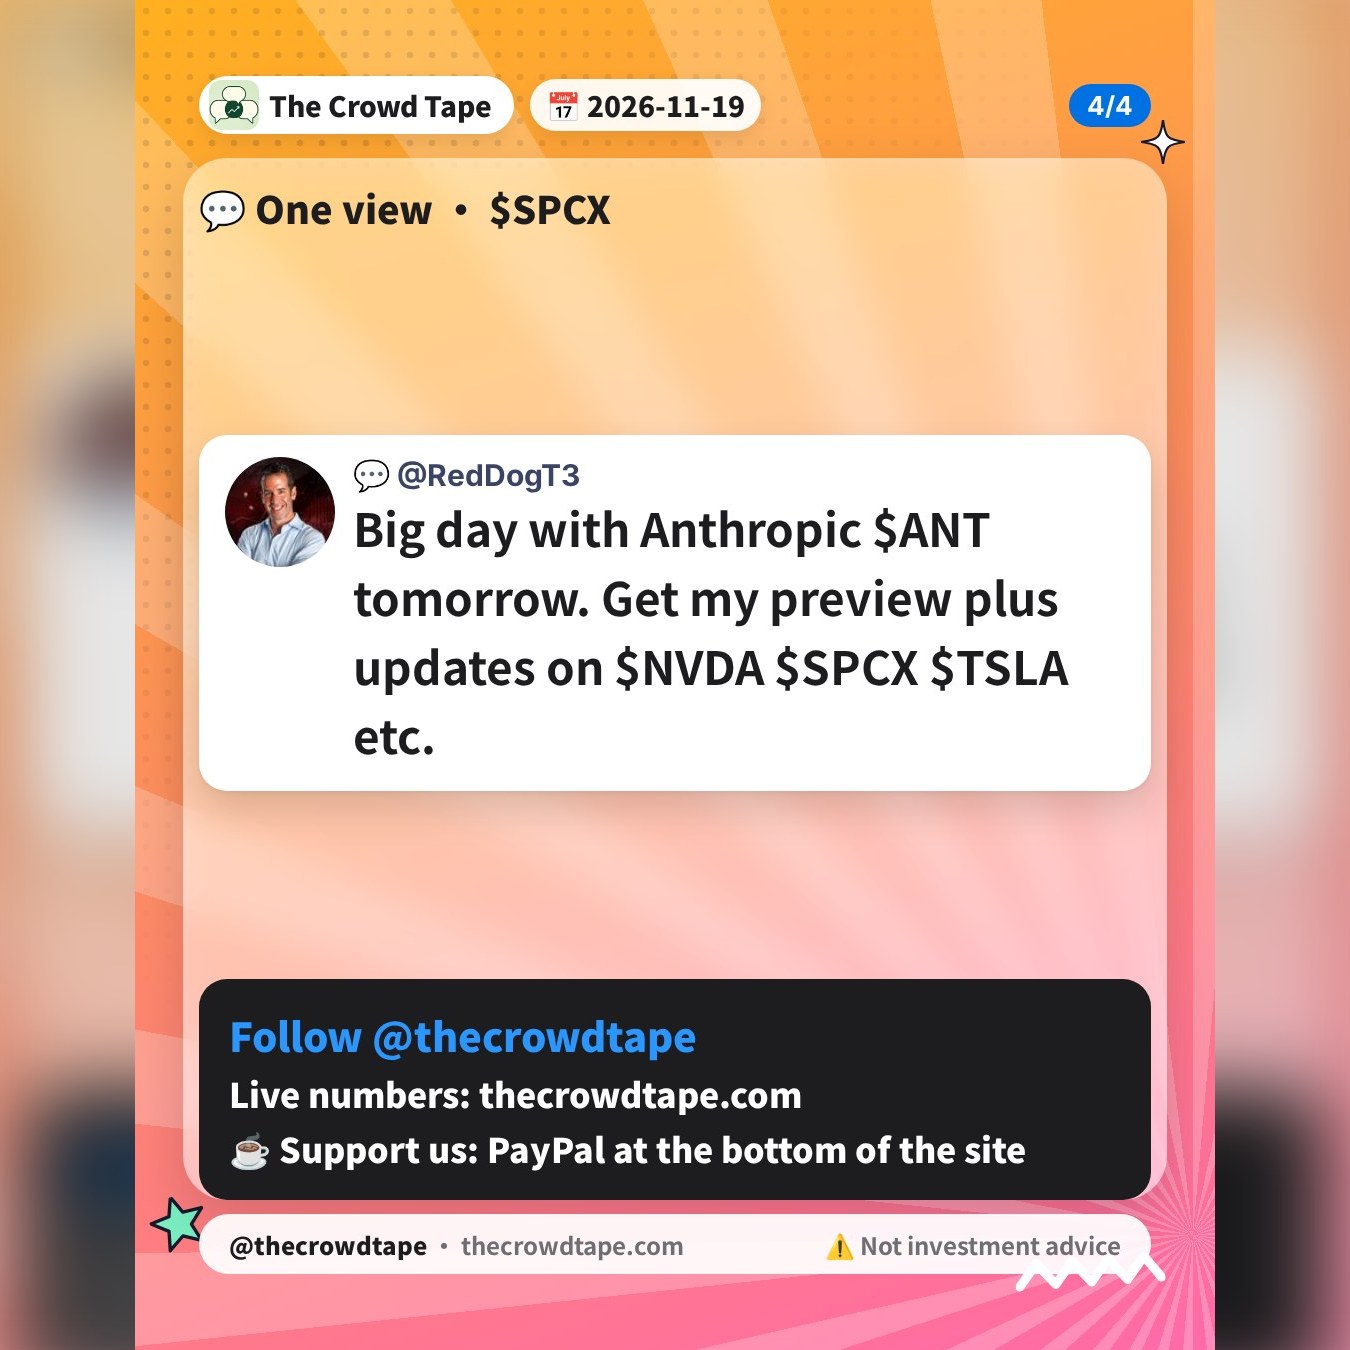 The Crowd Tape
2026-11-19
4/4
One view • $SPCX
@RedDogT3
Big day with Anthropic $ANT
tomorrow. Get my preview plus
updates on $NVDA $SPCX $TSLA
etc.
Follow @thecrowdtape
Live numbers: thecrowdtape.com
Support us: PayPal at the bottom of the site
@thecrowdtape • thecrowdtape.com
Not investment advice